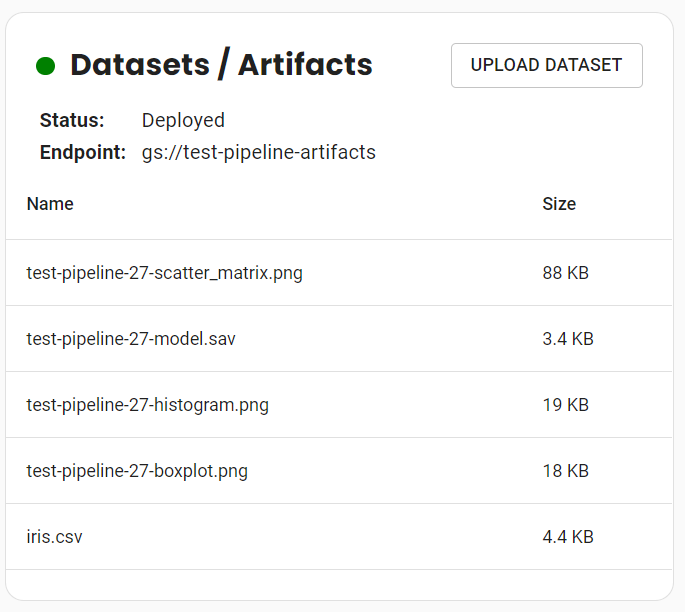 Datasets / Artifacts
UPLOAD DATASET
Status: Deployed
Endpoint: gs://test-pipeline-artifacts
Name Size
test-pipeline-27-scatter_matrix.png 88 KB
test-pipeline-27-model.sav 3.4 KB
test-pipeline-27-histogram.png 19 KB
test-pipeline-27-boxplot.png 18 KB
iris.csv 4.4 KB